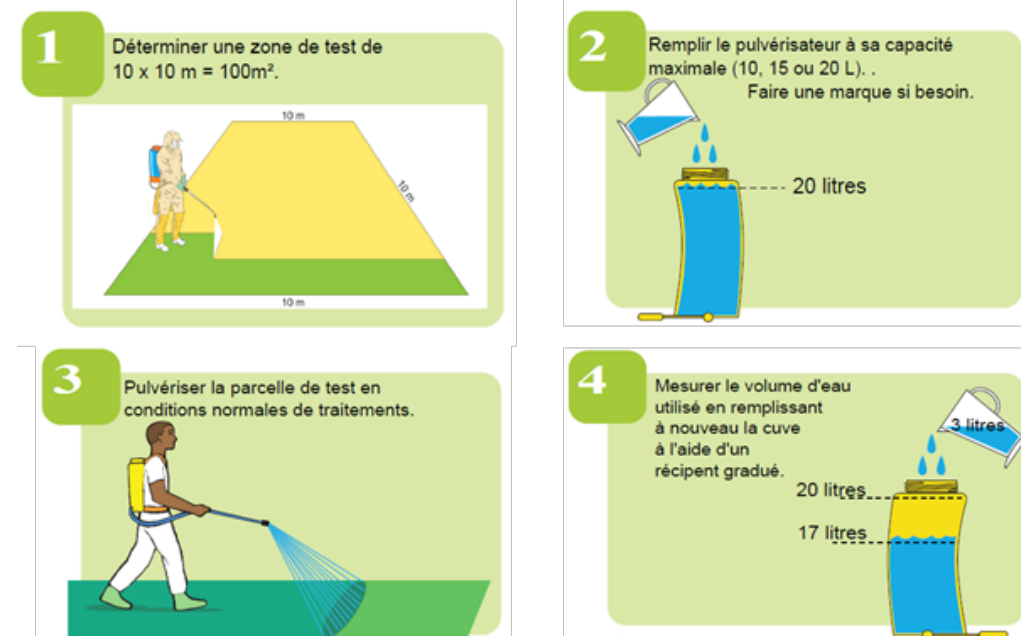 1
Déterminer une zone de test de
10 x 10 m = 100m².
10 m
10 m
10 m
2
Remplir le pulvérisateur à sa capacité
maximale (10, 15 ou 20 L). .
Faire une marque si besoin.
20 litres
3
Pulvériser la parcelle de test en
conditions normales de traitements.
4
Mesurer le volume d'eau
utilisé en remplissant
à nouveau la cuve
à l'aide d'un
récipent gradué.
3 litres
20 litres
17 litres